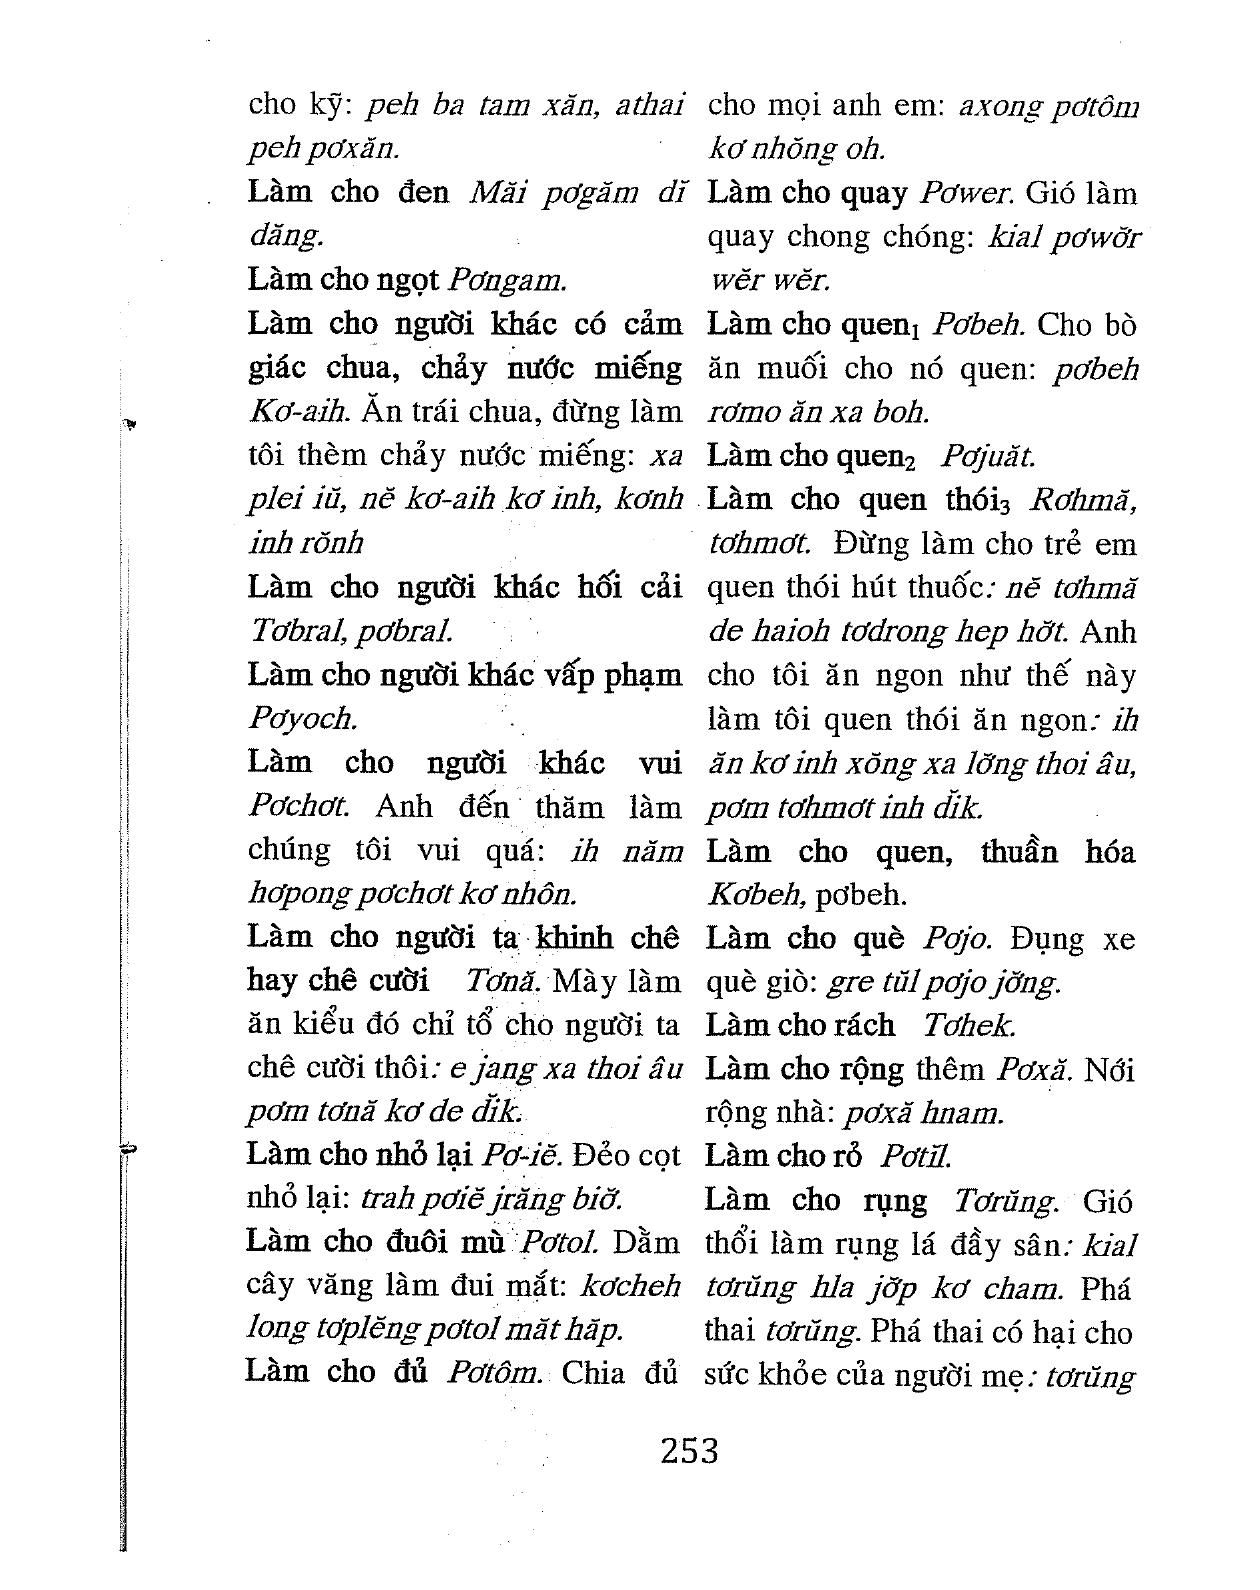 cho kỹ: peh ba tam xăn, athai
peh pơxăn.
Làm cho đen Măi pơgăm dĭ
dăng.
Làm cho ngọt Pơngam.
Làm cho người khác có cảm
giác chua, chảy nước miếng
Kơ-aih. Ăn trái chua, đừng làm
tôi thèm chảy nước miếng: xa
plei iŭ, nĕ kơ-aih kơ inh, kơnh
inh rŏnh
Làm cho người khác hối cải
Tơbral, pơbral.
Làm cho người khác vấp phạm
Pơyoch.
Làm cho người khác vui
Pơchơt. Anh đến thăm làm
chúng tôi vui quá: ih năm
hơpong pơchơt kơ nhôn.
Làm cho người ta khinh chê
hay chê cười Tơnă. Mày làm
ăn kiểu đó chỉ tổ cho người ta
chê cười thôi: e jang xa thoi âu
pơm tơnă kơ de dĭk.
Làm cho nhỏ lại Pơ-iĕ. Đẻo cọt
nhỏ lại: trah pơiĕ jrăng biơ̆.
Làm cho đuôi mù Pơtol. Dằm
cây văng làm đui mắt: kơcheh
long tơplĕng pơtol măt hăp.
Làm cho đủ Pơtôm. Chia đủ
cho mọi anh em: axong pơtôm
kơ nhŏng oh.
Làm cho quay Pơwer. Gió làm
quay chong chóng: kial pơwơ̆r
wĕr wĕr.
Làm cho quen₁ Pơbeh. Cho bò
ăn muối cho nó quen: pơbeh
rơmo ăn xa boh.
Làm cho quen₂ Pơjuăt.
Làm cho quen thói₃ Rơhmă,
tơhmơt. Đừng làm cho trẻ em
quen thói hút thuốc: nĕ tơhmă
de haioh tơdrong hep hơ̆t. Anh
cho tôi ăn ngon như thế này
làm tôi quen thói ăn ngon: ih
ăn kơ inh xŏng xa lơ̆ng thoi âu,
pơm tơhmơt inh dĭk.
Làm cho quen, thuần hóa
Kơbeh, pơbeh.
Làm cho què Pơjo. Đụng xe
què giò: gre tŭl pơjo jơ̆ng.
Làm cho rách Tơhek.
Làm cho rộng thêm Pơxă. Nới
rộng nhà: pơxă hnam.
Làm cho rỏ Pơtĭl.
Làm cho rụng Tơrŭng. Gió
thổi làm rụng lá đầy sân: kial
tơrŭng hla jơ̆p kơ cham. Phá
thai tơrŭng. Phá thai có hại cho
sức khỏe của người mẹ: tơrŭng
253